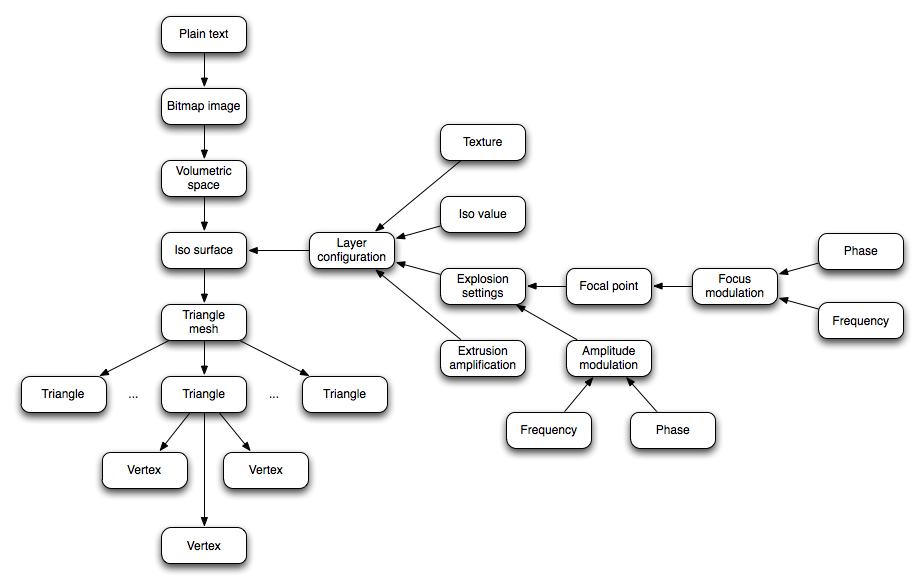 Plain text
Bitmap image
Volumetric
space
Iso surface
Triangle
mesh
Triangle
...
Triangle
...
Triangle
Vertex
Vertex
Vertex
Texture
Iso value
Layer
configuration
Explosion
settings
Extrusion
amplification
Focal point
Focus
modulation
Phase
Frequency
Amplitude
modulation
Frequency
Phase